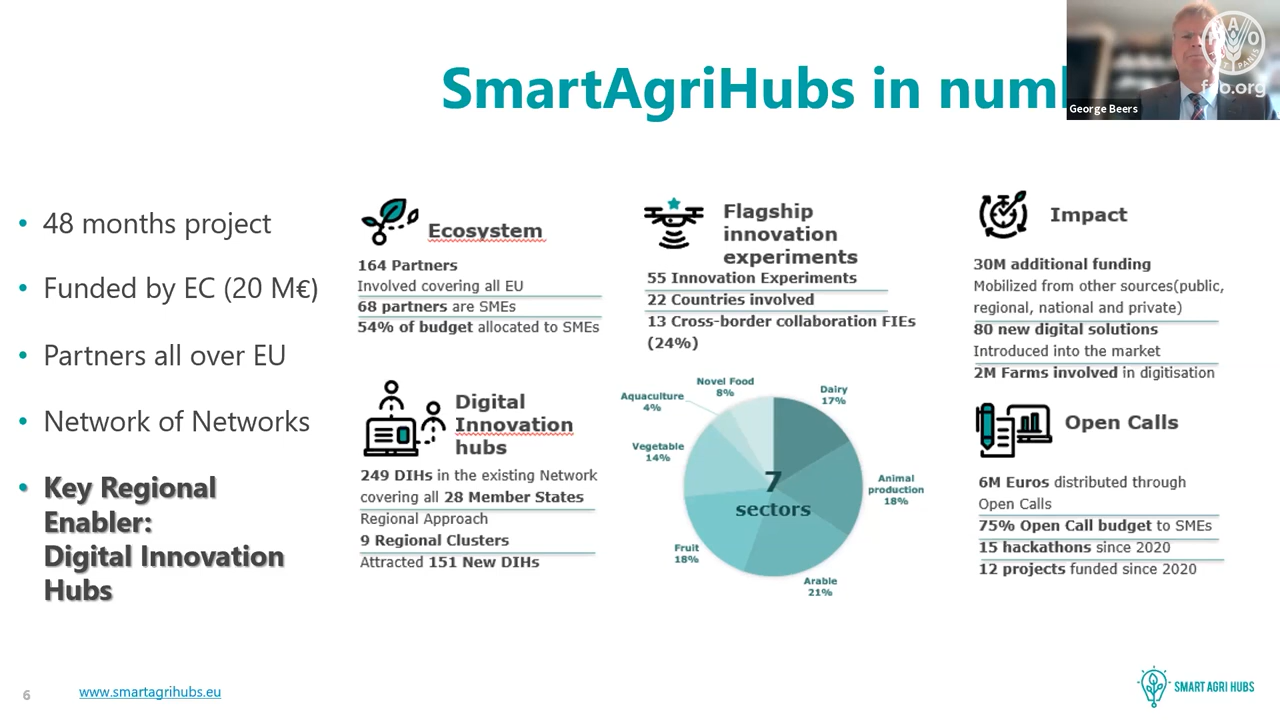 SmartAgriHubs in num
George Beers
fao.org
• 48 months project
• Funded by EC (20 M€)
• Partners all over EU
• Network of Networks
• Key Regional
Enabler:
Digital Innovation
Hubs
Ecosystem
164 Partners
Involved covering all EU
68 partners are SMEs
54% of budget allocated to SMEs
Digital
Innovation
hubs
249 DIHs in the existing Network
covering all 28 Member States
Regional Approach
9 Regional Clusters
Attracted 151 New DIHs
Flagship
innovation
experiments
55 Innovation Experiments
22 Countries involved
13 Cross-border collaboration FIEs
(24%)
Novel Food
8%
Dairy
17%
Aquaculture
4%
Vegetable
14%
Animal
production
18%
7
sectors
Fruit
18%
Arable
21%
Impact
30M additional funding
Mobilized from other sources(public,
regional, national and private)
80 new digital solutions
Introduced into the market
2M Farms involved in digitisation
Open Calls
6M Euros distributed through
Open Calls
75% Open Call budget to SMEs
15 hackathons since 2020
12 projects funded since 2020
6
www.smartagrihubs.eu
SMART AGRI HUBS